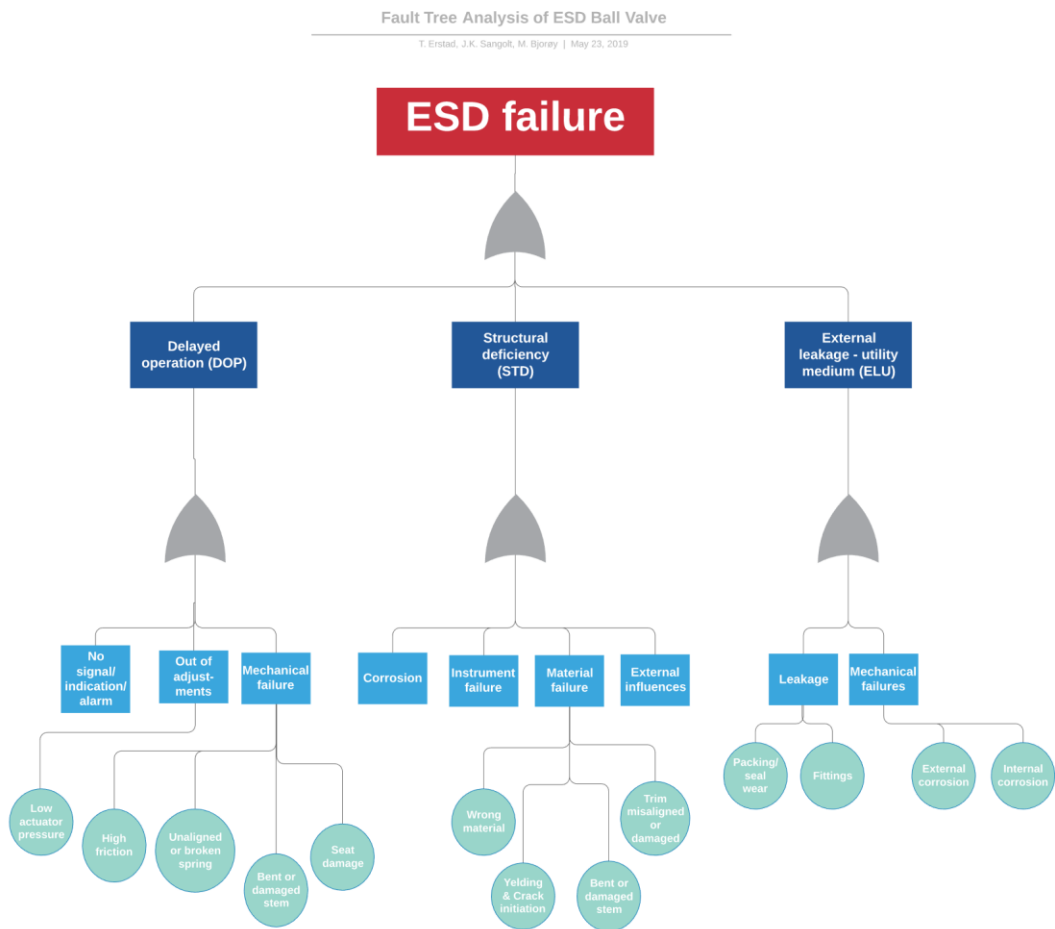 Fault Tree Analysis of ESD Ball Valve
T. Erstad, J.K. Sangolt, M. Bjorøy | May 23, 2019
ESD failure
Delayed
operation (DOP)
Structural
deficiency
(STD)
External
leakage - utility
medium (ELU)
No
signal/
indication/
alarm
Out of
adjust-
ments
Mechanical
failure
Corrosion
Instrument
failure
Material
failure
External
influences
Leakage
Mechanical
failures
Low
actuator
pressure
High
friction
Unaligned
or broken
spring
Bent or
damaged
stem
Seat
damage
Wrong
material
Yelding
& Crack
initiation
Bent or
damaged
stem
Trim
misaligned
or
damaged
Packing/
seal
wear
Fittings
External
corrosion
Internal
corrosion